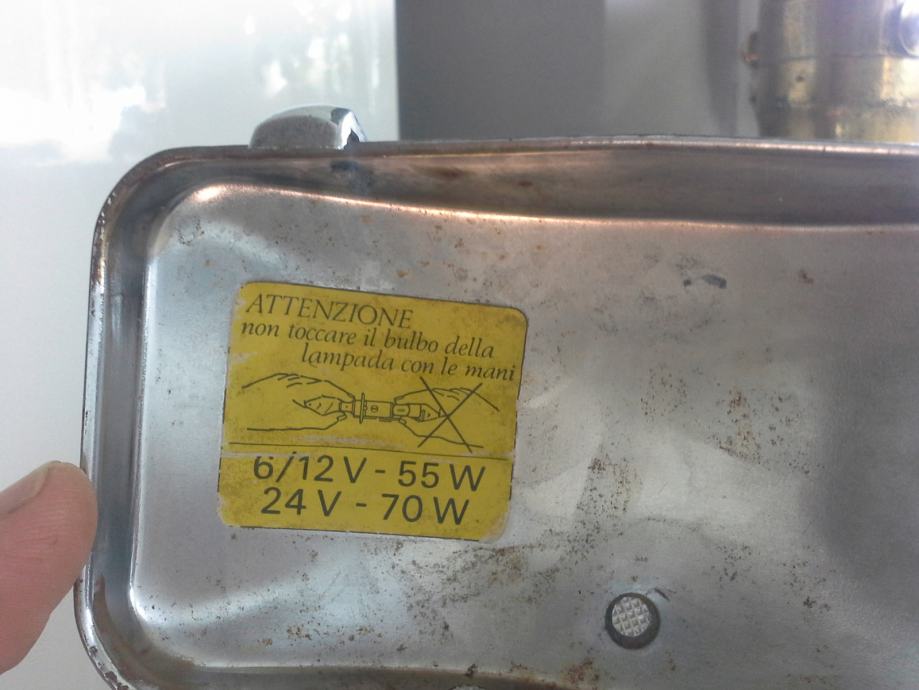 ATTENZIONE
non toccare il bulbo della
lampada con le mani
6/12 V - 55 W
24 V - 70 W